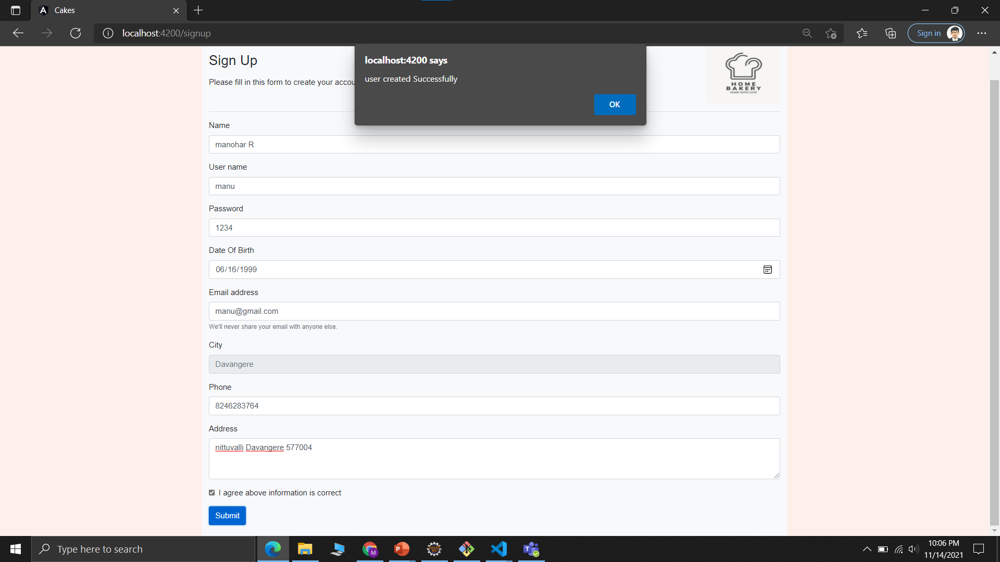 Cakes
localhost:4200/signup
Sign in
localhost:4200 says
user created Successfully
OK
Sign Up
Please fill in this form to create your accou
HOME
BAKERY
MADE WITH LOVE
Name
manohar R
User name
manu
Password
1234
Date Of Birth
06/16/1999
Email address
manu@gmail.com
We'll never share your email with anyone else.
City
Davangere
Phone
8246283764
Address
nittuvalli Davangere 577004
I agree above information is correct
Submit
Type here to search
10:06 PM
11/14/2021